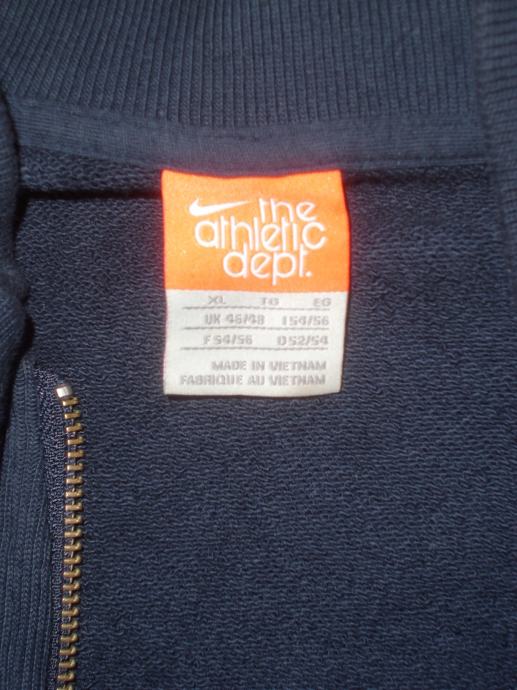 the
athletic
dept.
XL TG EG
UK 46/48 I 54/56
F 54/56 D 52/54
MADE IN VIETNAM
FABRIQUE AU VIETNAM